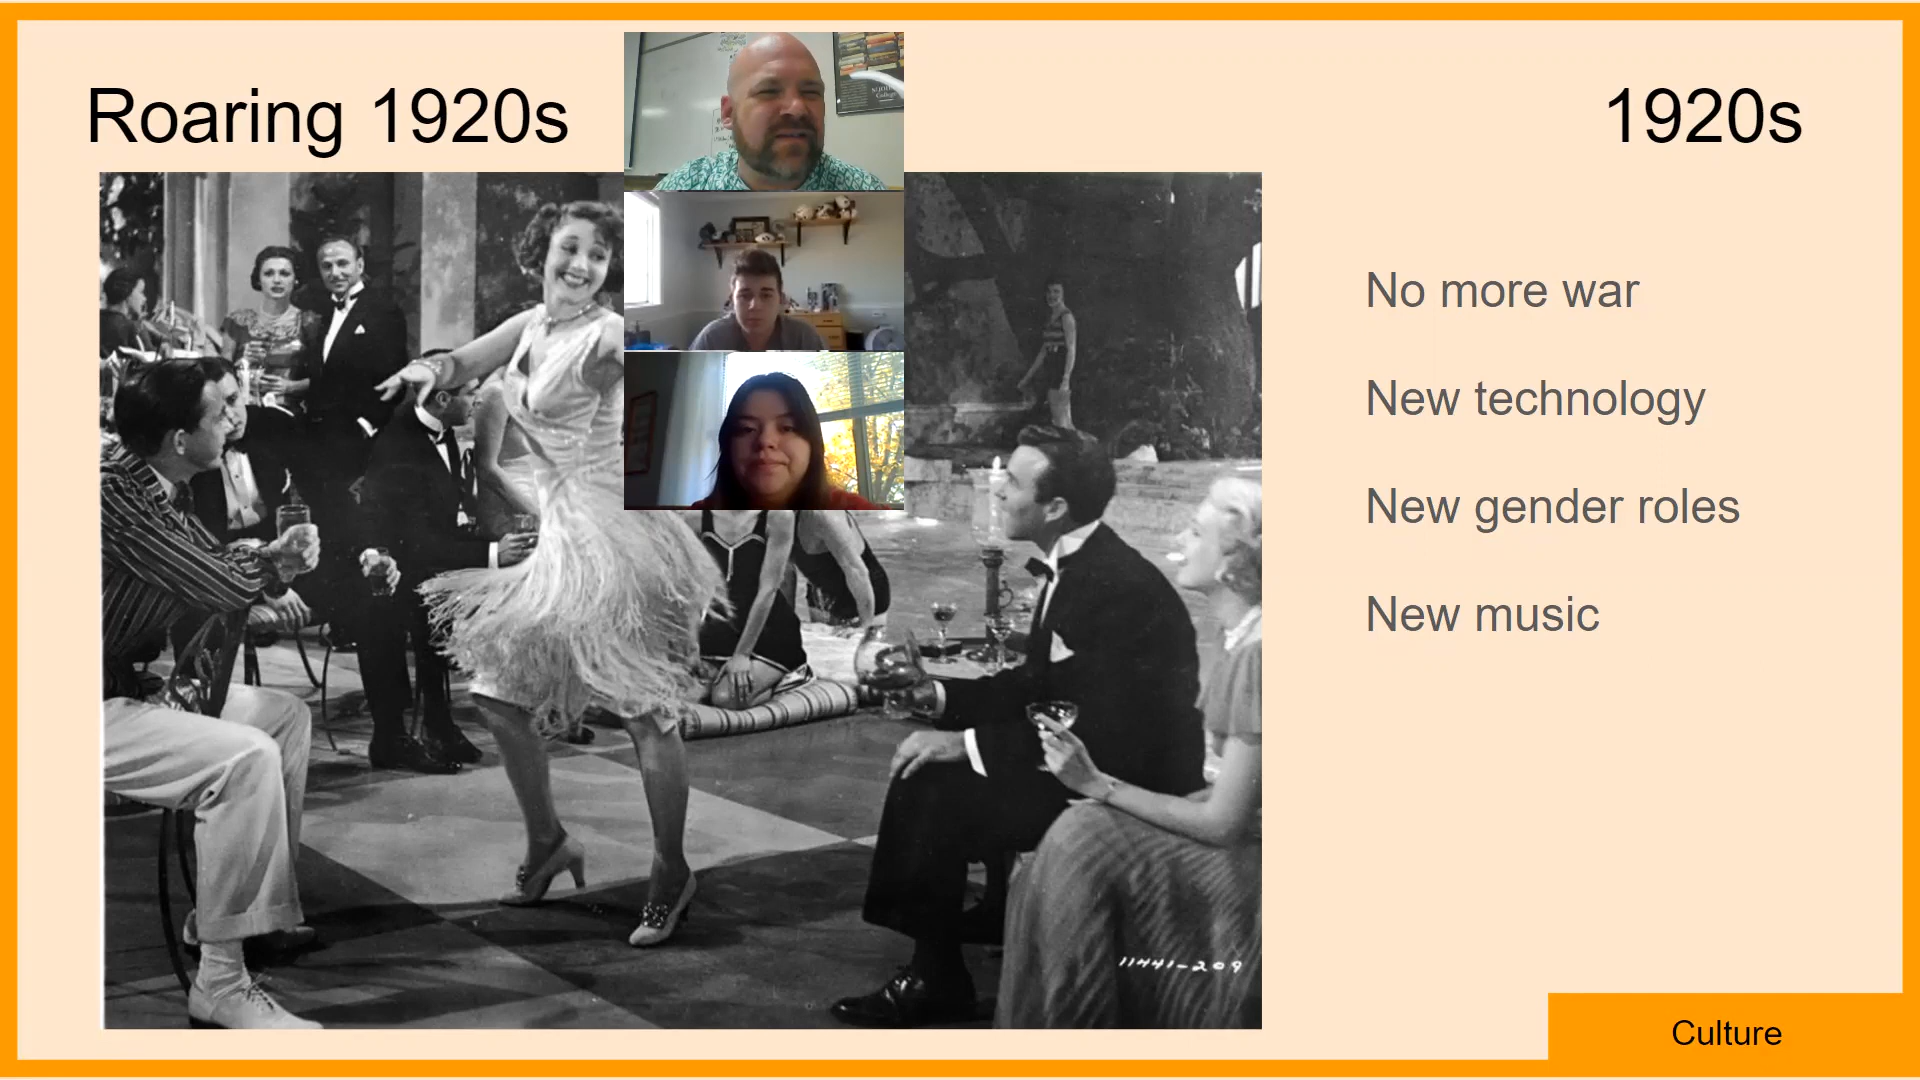 Roaring 1920s
1920s
No more war
New technology
New gender roles
New music
11441-209
Culture